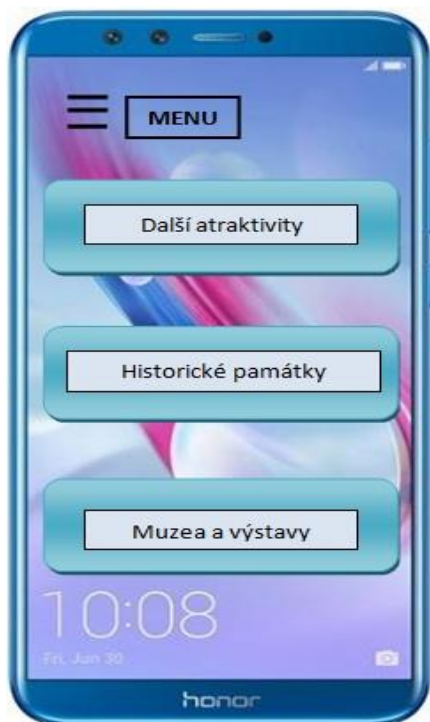 MENU
Další atraktivity
Historické památky
Muzea a výstavy
10:08
Fri, Jun 30
honor